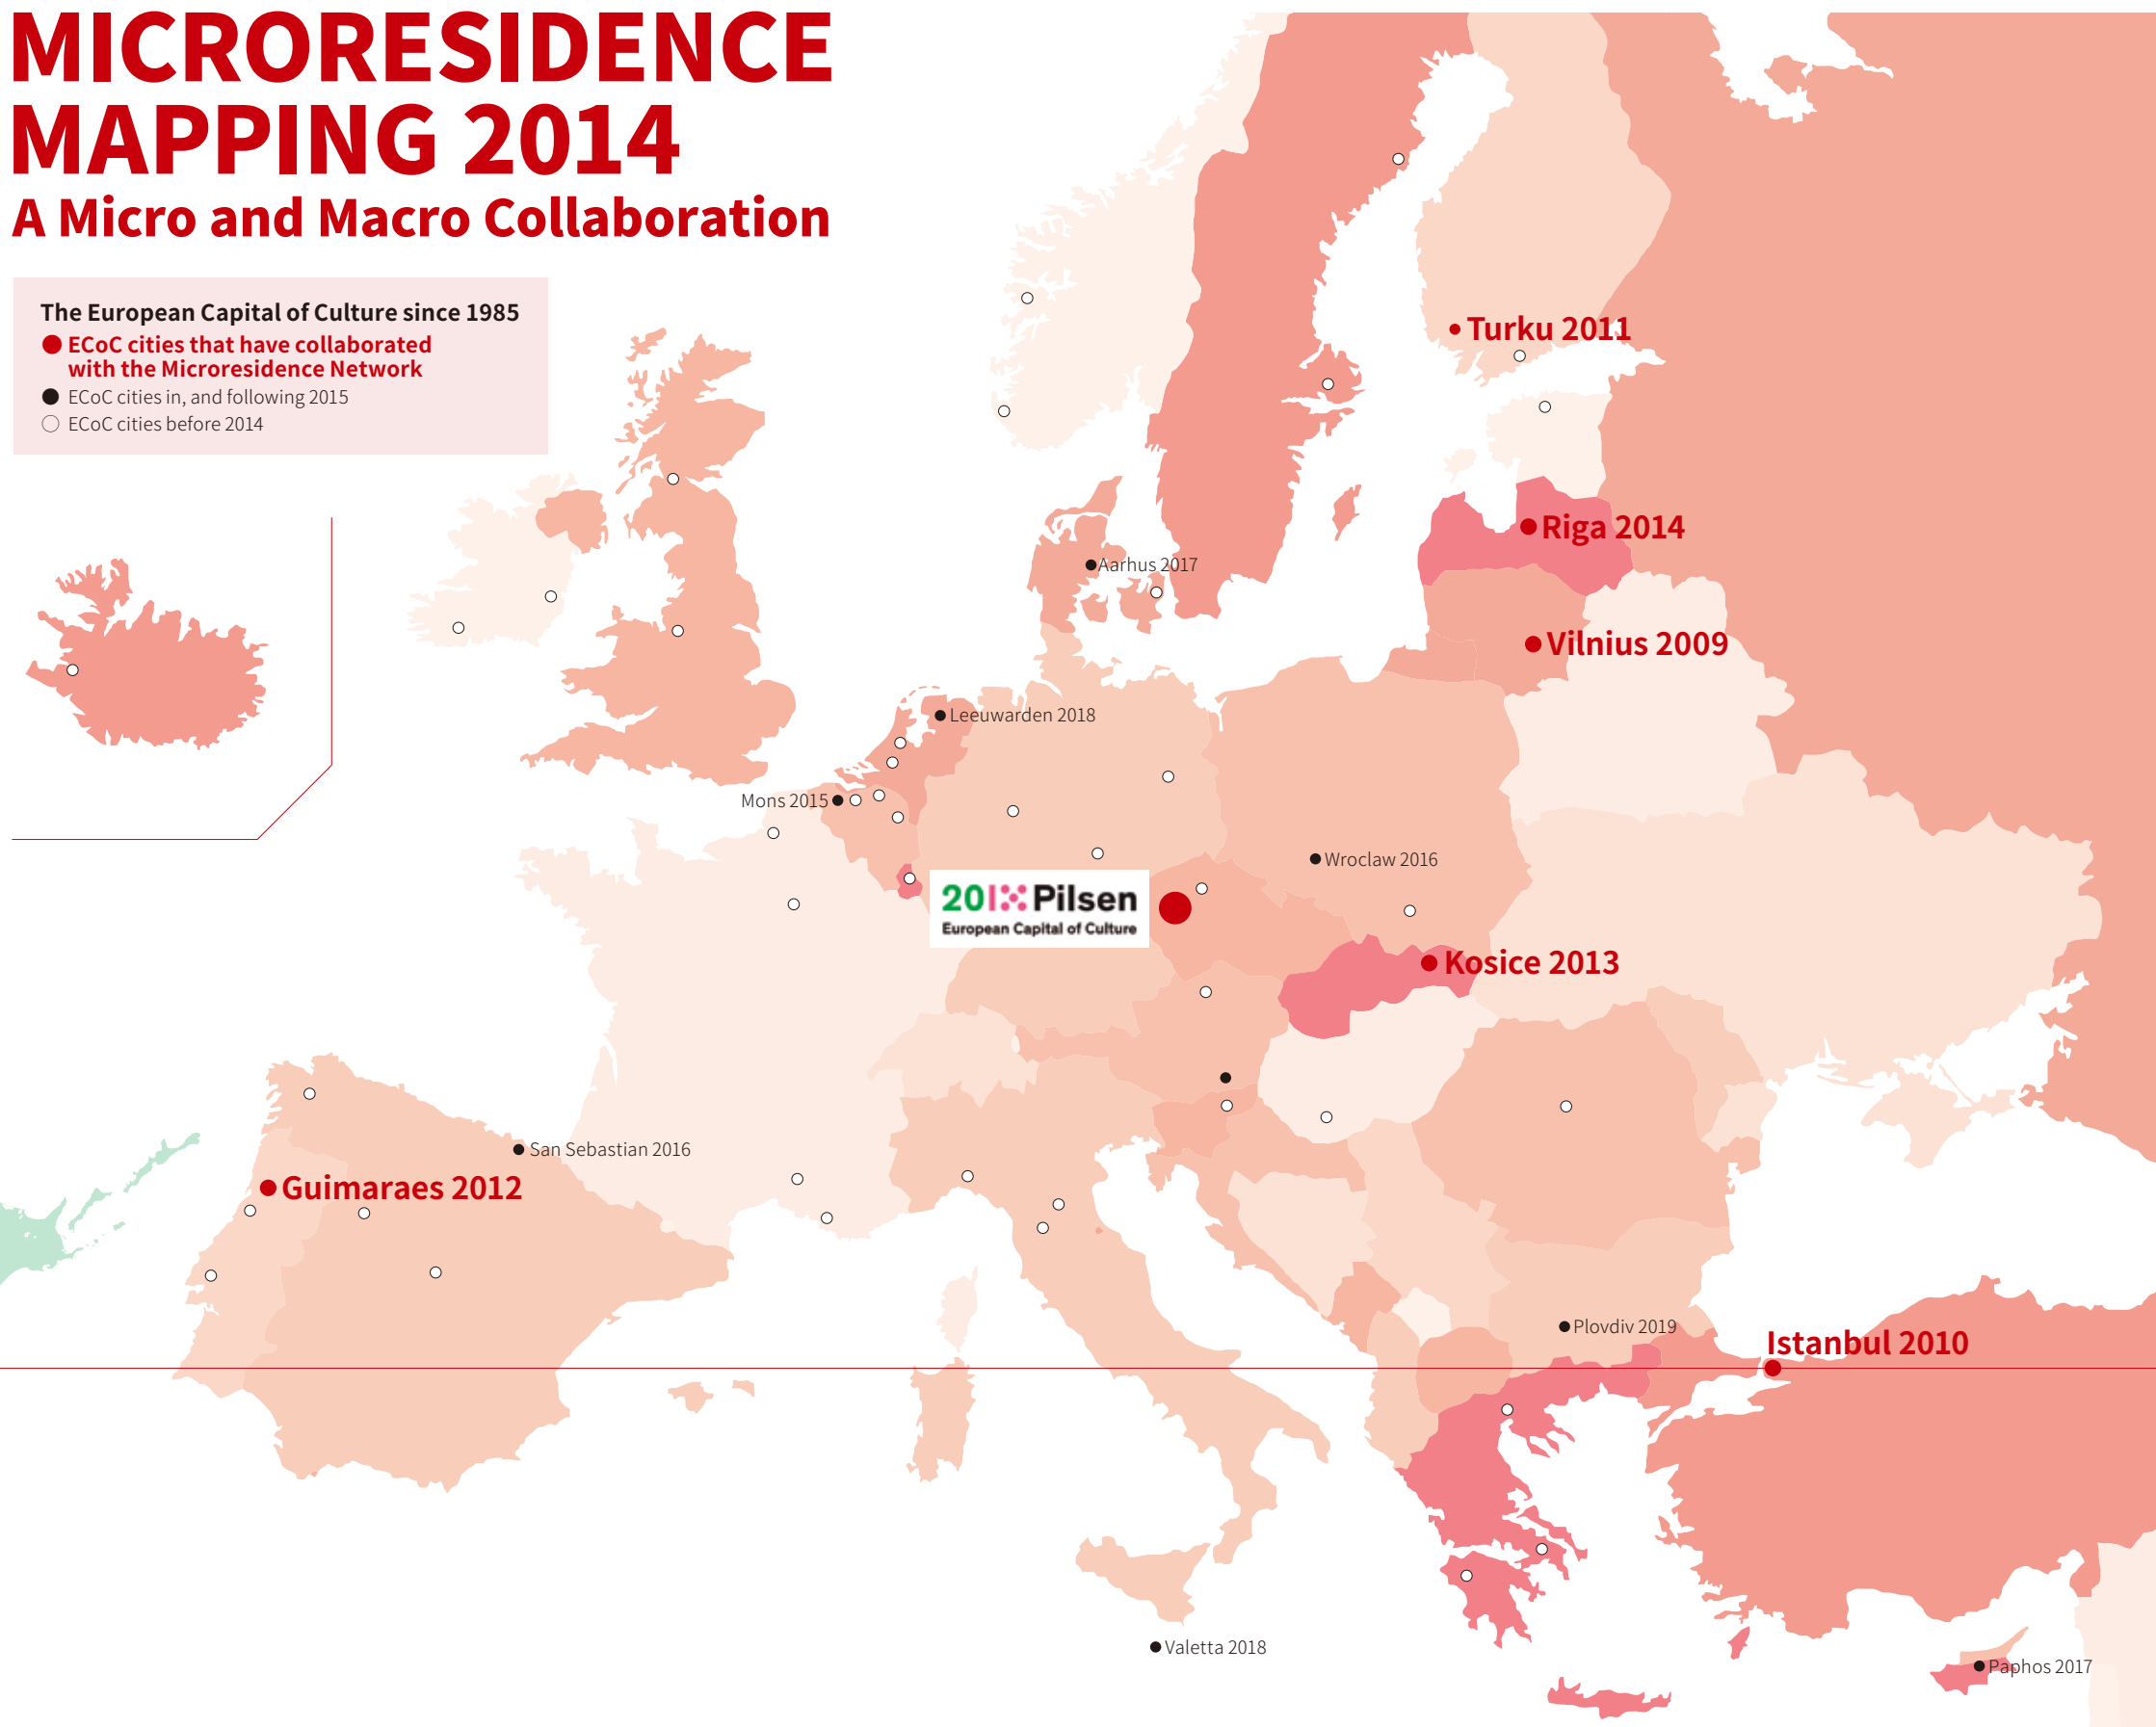 MICRORESIDENCE
MAPPING 2014
A Micro and Macro Collaboration
The European Capital of Culture since 1985
ECoC cities that have collaborated
with the Microresidence Network
ECoC cities in, and following 2015
ECoC cities before 2014
Turku 2011
Riga 2014
Aarhus 2017
Vilnius 2009
Leeuwarden 2018
Mons 2015
Wroclaw 2016
Pilsen
European Capital of Culture
Kosice 2013
San Sebastian 2016
Guimaraes 2012
Plovdiv 2019
Istanbul 2010
Valetta 2018
Paphos 2017